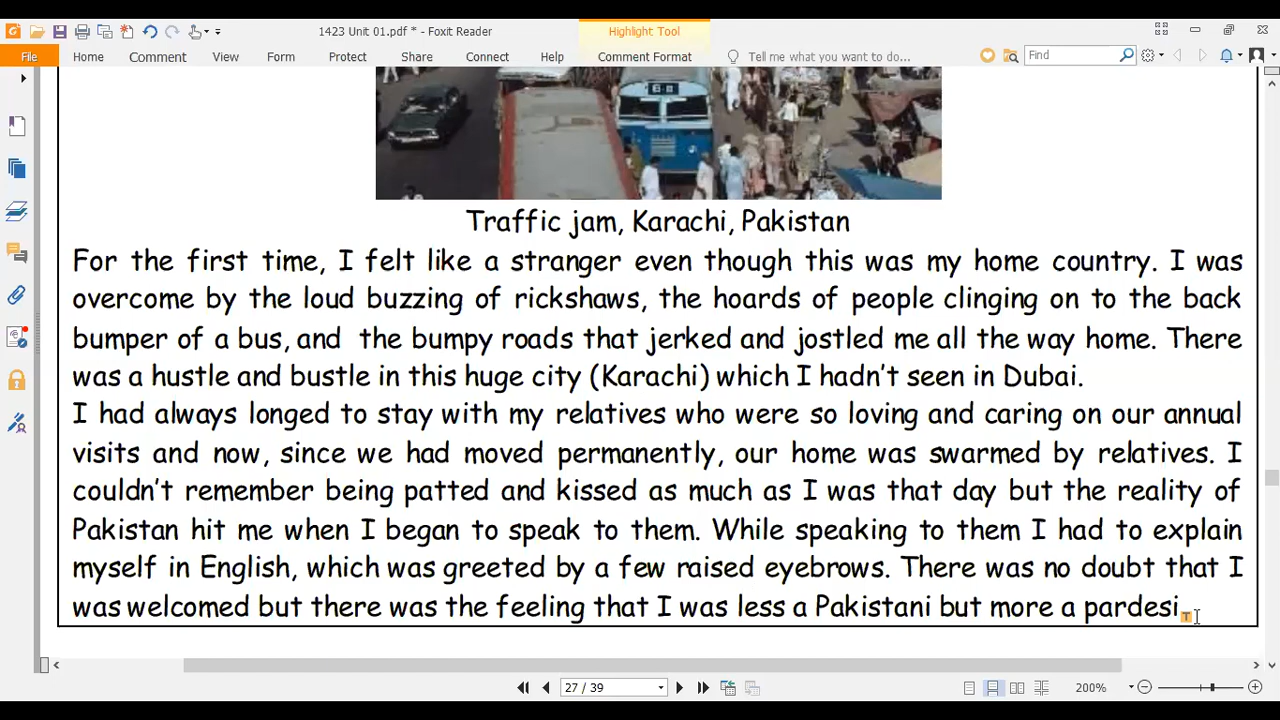 1423 Unit 01.pdf * - Foxit Reader
Highlight Tool
File Home Comment View Form Protect Share Connect Help Comment Format Tell me what you want to do... Find
Traffic jam, Karachi, Pakistan
For the first time, I felt like a stranger even though this was my home country. I was
overcome by the loud buzzing of rickshaws, the hoards of people clinging on to the back
bumper of a bus, and the bumpy roads that jerked and jostled me all the way home. There
was a hustle and bustle in this huge city (Karachi) which I hadn't seen in Dubai.
I had always longed to stay with my relatives who were so loving and caring on our annual
visits and now, since we had moved permanently, our home was swarmed by relatives. I
couldn't remember being patted and kissed as much as I was that day but the reality of
Pakistan hit me when I began to speak to them. While speaking to them I had to explain
myself in English, which was greeted by a few raised eyebrows. There was no doubt that I
was welcomed but there was the feeling that I was less a Pakistani but more a pardesi.
27 / 39
200%